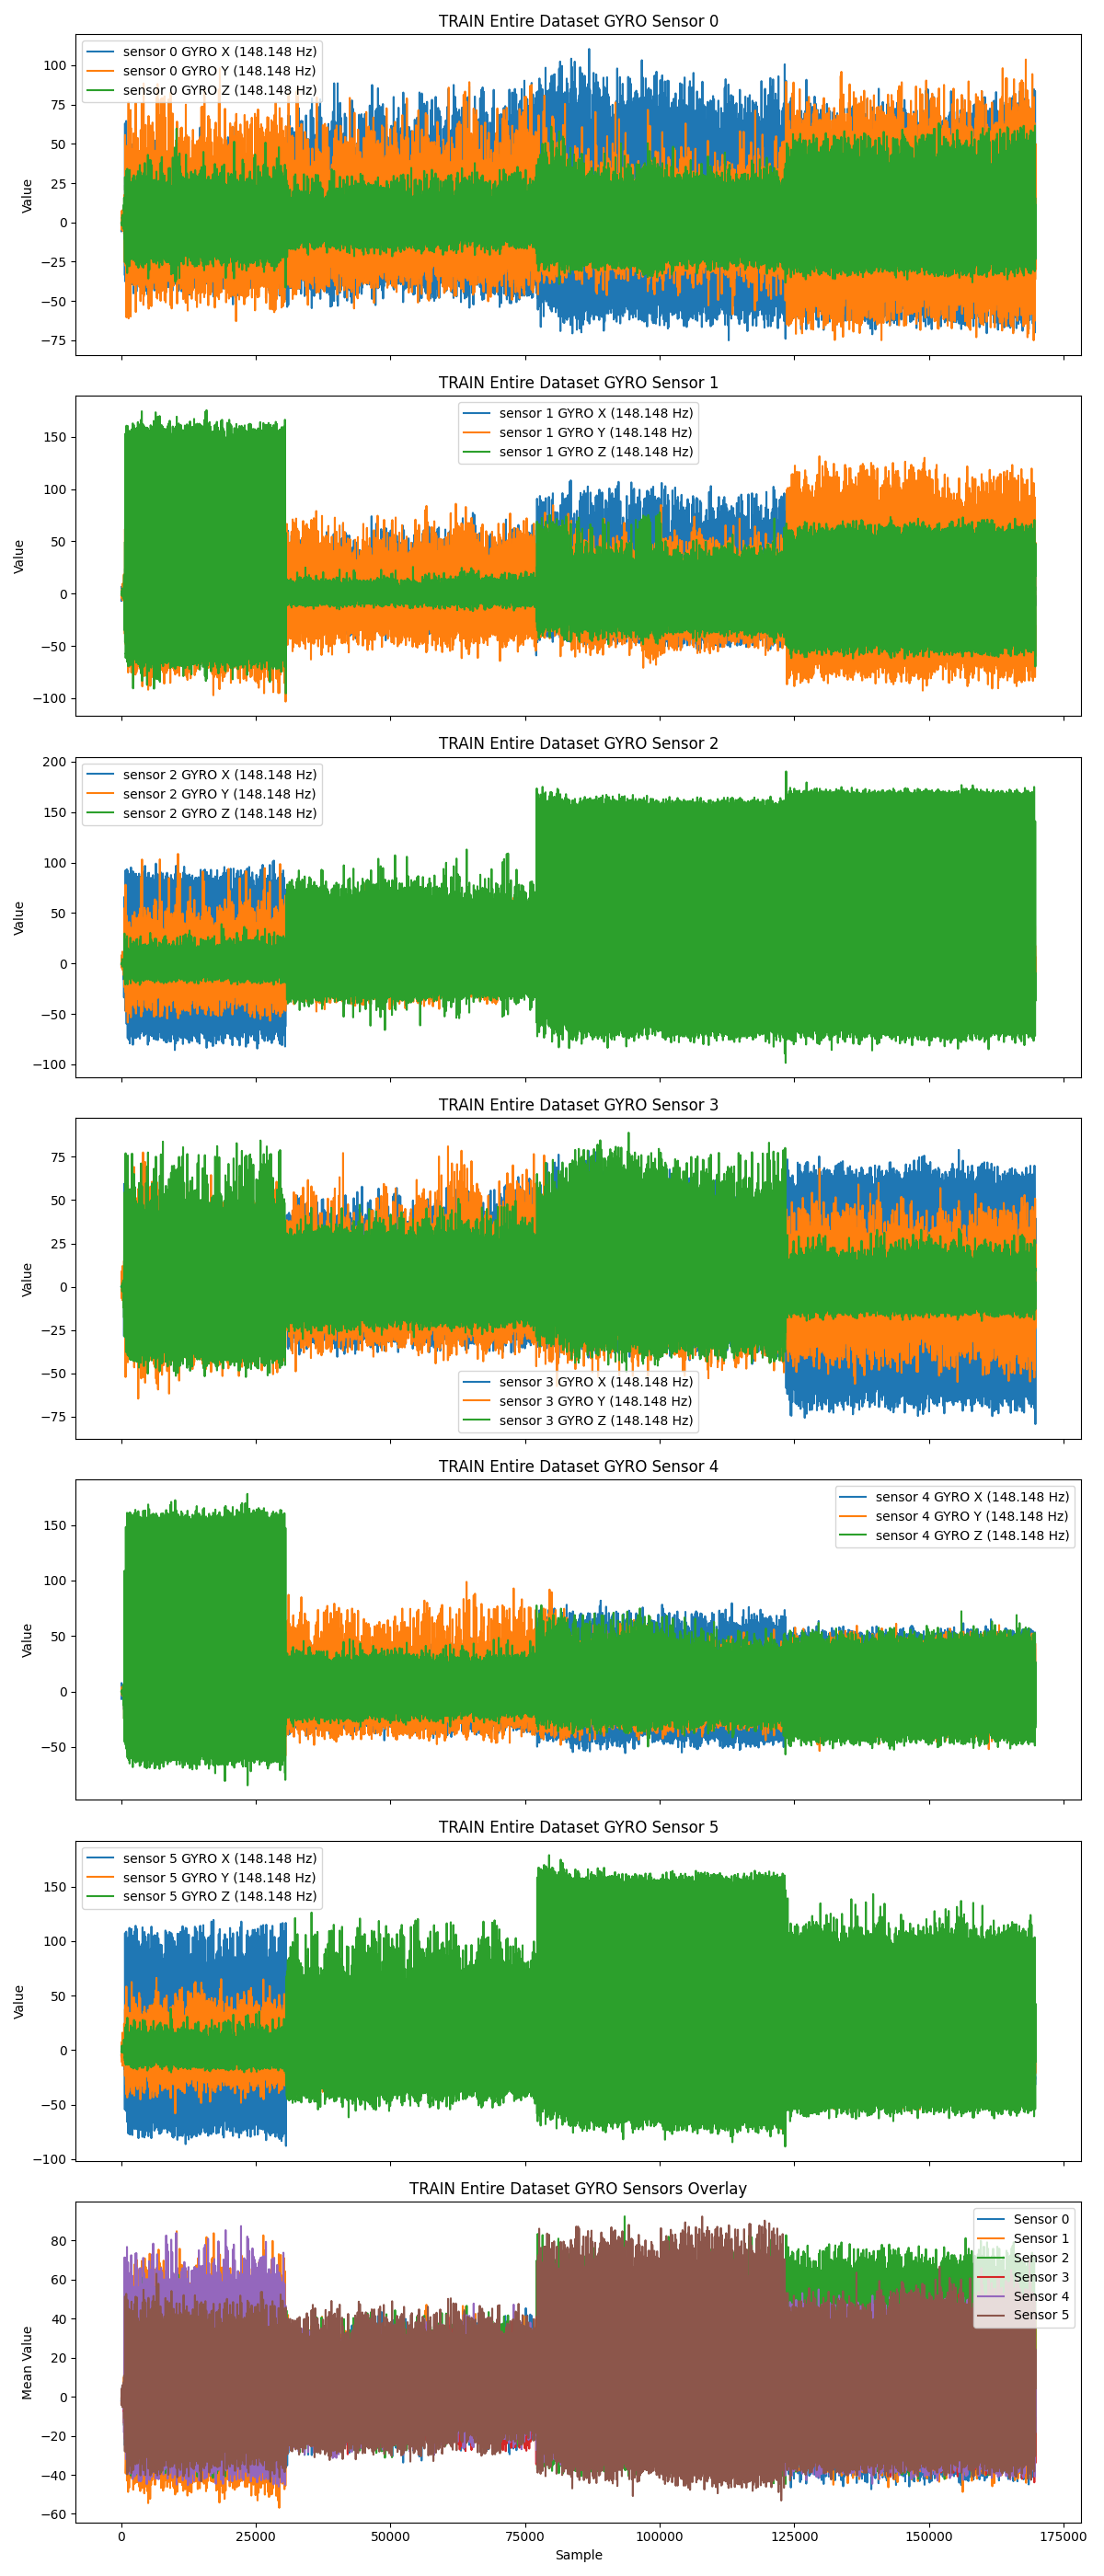 TRAIN Entire Dataset GYRO Sensor 0
sensor 0 GYRO X (148.148 Hz)
sensor 0 GYRO Y (148.148 Hz)
sensor 0 GYRO Z (148.148 Hz)
100
75
50
25
0
−25
−50
−75
Value
TRAIN Entire Dataset GYRO Sensor 1
sensor 1 GYRO X (148.148 Hz)
sensor 1 GYRO Y (148.148 Hz)
sensor 1 GYRO Z (148.148 Hz)
150
100
50
0
−50
−100
Value
TRAIN Entire Dataset GYRO Sensor 2
sensor 2 GYRO X (148.148 Hz)
sensor 2 GYRO Y (148.148 Hz)
sensor 2 GYRO Z (148.148 Hz)
200
150
100
50
0
−50
−100
Value
TRAIN Entire Dataset GYRO Sensor 3
75
50
25
0
−25
−50
−75
Value
sensor 3 GYRO X (148.148 Hz)
sensor 3 GYRO Y (148.148 Hz)
sensor 3 GYRO Z (148.148 Hz)
TRAIN Entire Dataset GYRO Sensor 4
sensor 4 GYRO X (148.148 Hz)
sensor 4 GYRO Y (148.148 Hz)
sensor 4 GYRO Z (148.148 Hz)
150
100
50
0
−50
Value
TRAIN Entire Dataset GYRO Sensor 5
sensor 5 GYRO X (148.148 Hz)
sensor 5 GYRO Y (148.148 Hz)
sensor 5 GYRO Z (148.148 Hz)
150
100
50
0
−50
−100
Value
TRAIN Entire Dataset GYRO Sensors Overlay
Sensor 0
Sensor 1
Sensor 2
Sensor 3
Sensor 4
Sensor 5
80
60
40
20
0
−20
−40
−60
Mean Value
0 25000 50000 75000 100000 125000 150000 175000
Sample